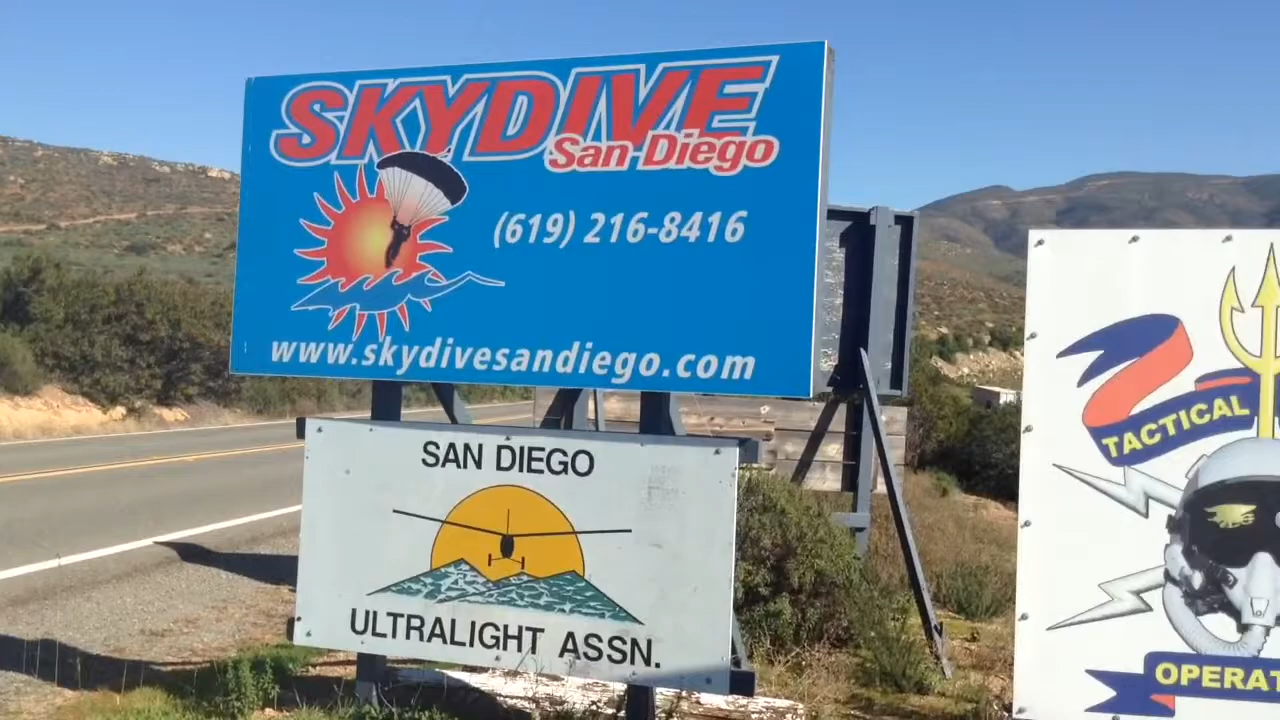 SKYDIVE
San Diego
(619) 216-8416
www.skydivesandiego.com
SAN DIEGO
ULTRALIGHT ASSN.
TACTICAL
OPERAT